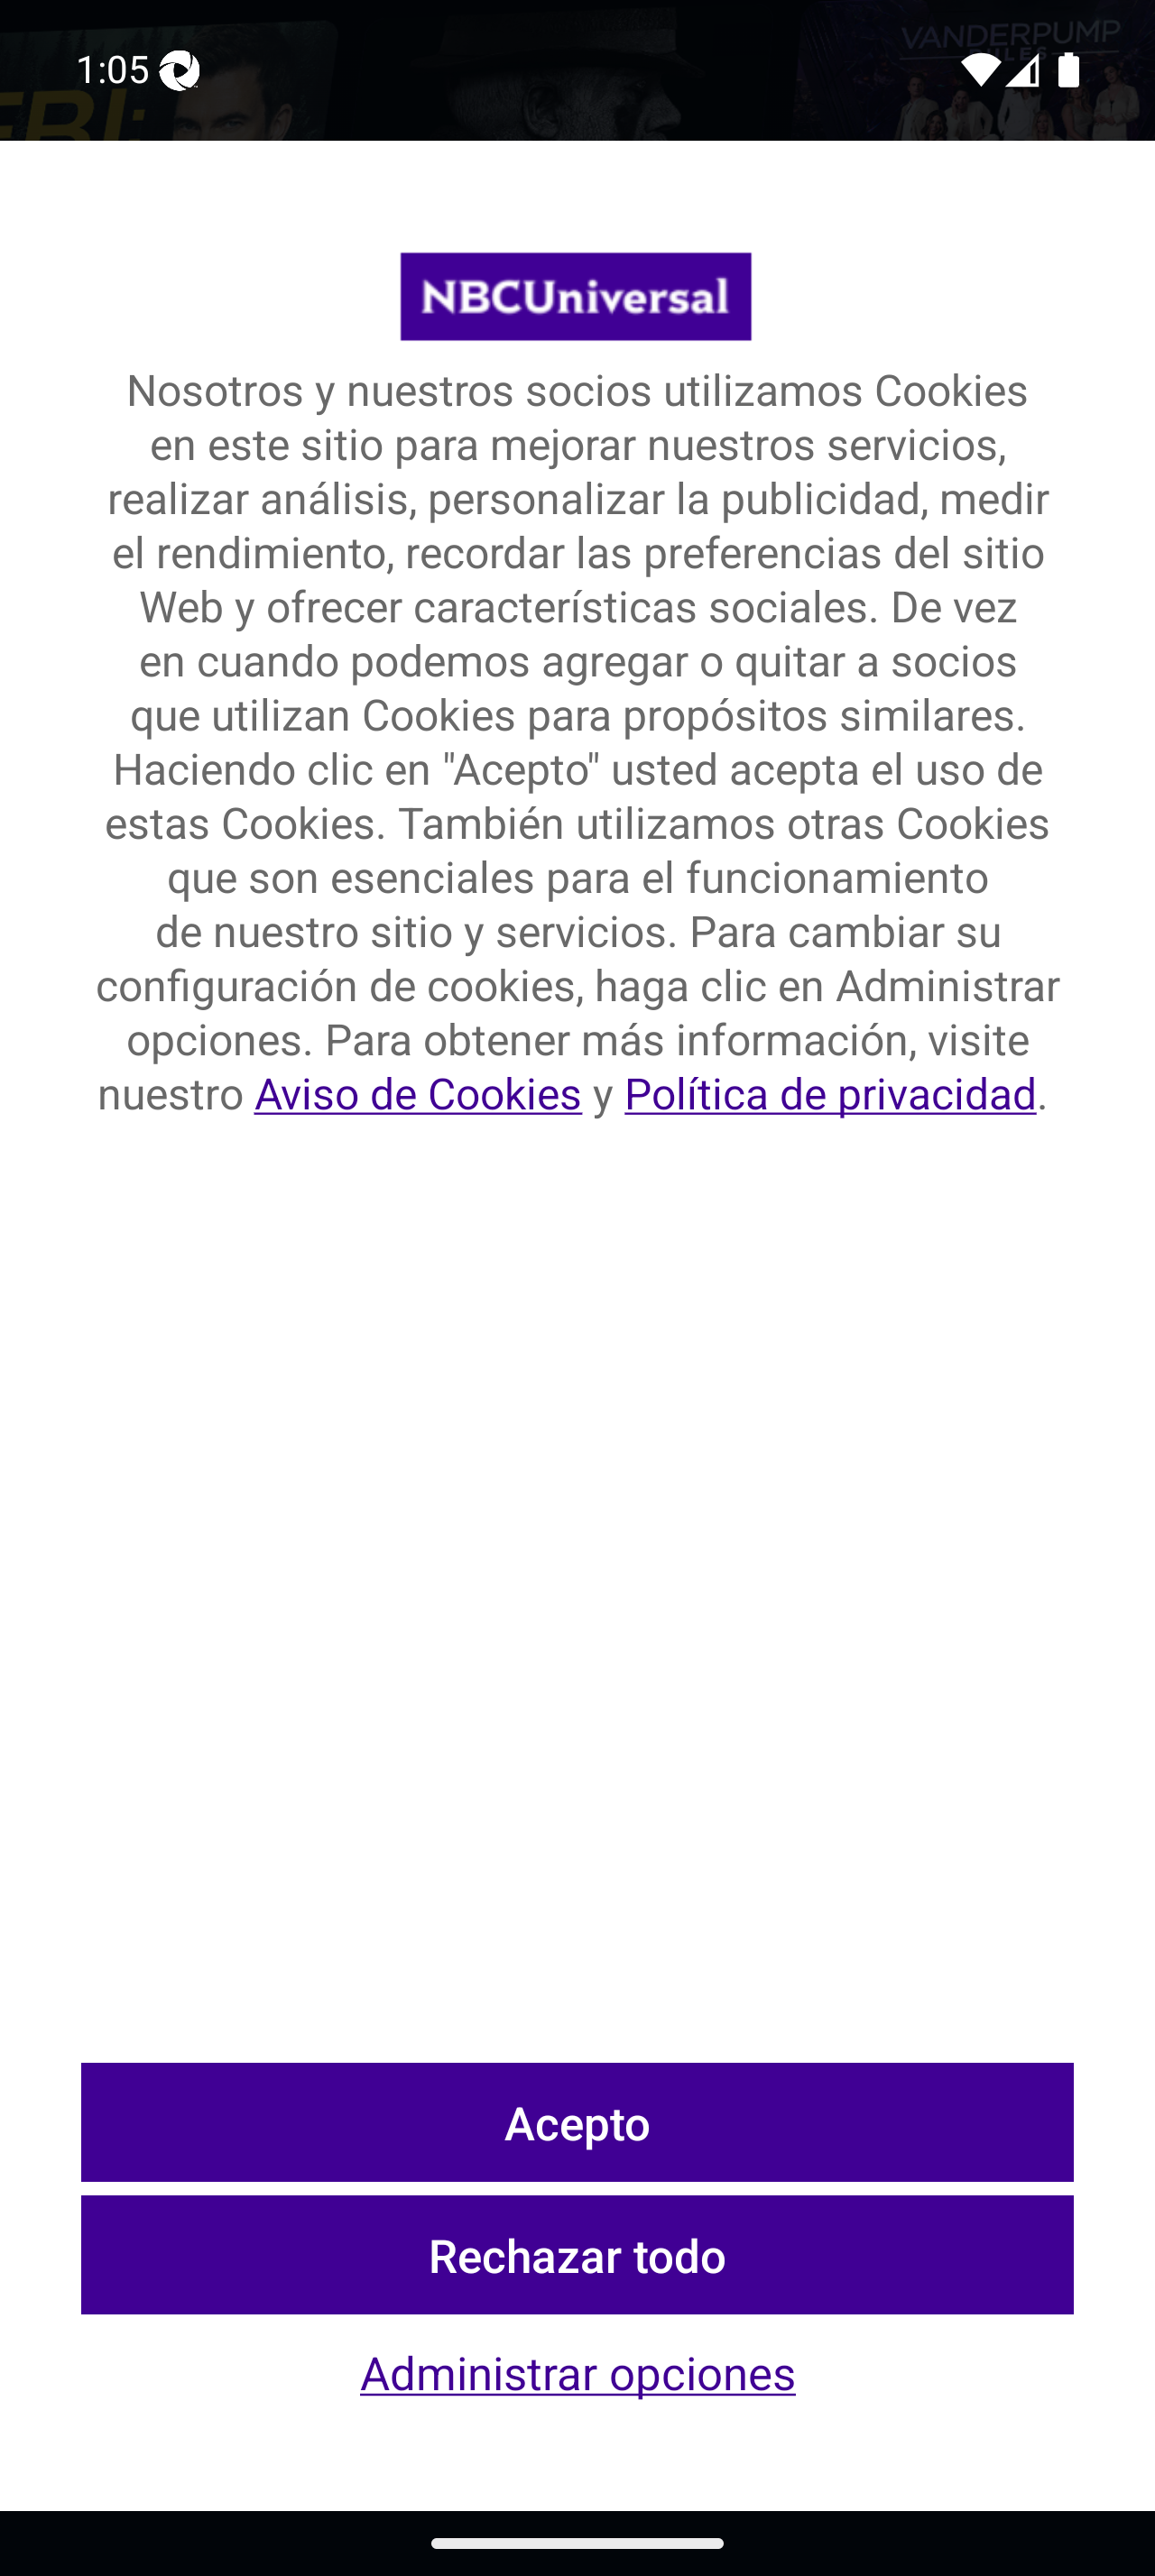 VANDERPUMP
RULES
1:05
FBI:
NBCUniversal
Nosotros y nuestros socios utilizamos Cookies
en este sitio para mejorar nuestros servicios,
realizar análisis, personalizar la publicidad, medir
el rendimiento, recordar las preferencias del sitio
Web y ofrecer características sociales. De vez
en cuando podemos agregar o quitar a socios
que utilizan Cookies para propósitos similares.
Haciendo clic en "Acepto" usted acepta el uso de
estas Cookies. También utilizamos otras Cookies
que son esenciales para el funcionamiento
de nuestro sitio y servicios. Para cambiar su
configuración de cookies, haga clic en Administrar
opciones. Para obtener más información, visite
nuestro Aviso de Cookies y Política de privacidad.
Acepto
Rechazar todo
Administrar opciones